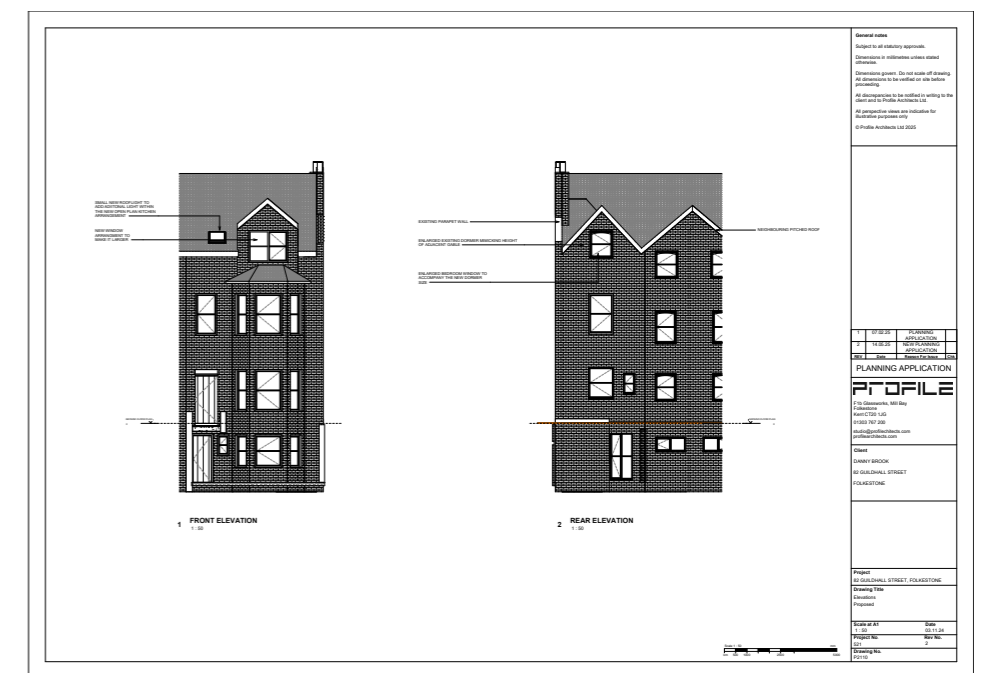 SMALL NEW ROOFLIGHT TO
ADD ADDITONAL LIGHT WITHIN
THE NEW OPEN PLAN KITCHEN
ARRANGEMENT
NEW WINDOW
ARRANGMENT TO
MAKE IT LARGER
1 FRONT ELEVATION
1 : 50
EXISTING PARAPET WALL
ENLARGED EXISTING DORMER MIMICKING HEIGHT
OF ADJACENT GABLE
ENLARGED BEDROOM WINDOW TO
ACCOMPANY THE NEW DORMER
SIZE
NEIGHBOURING PITCHED ROOF
2 REAR ELEVATION
1 : 50
General notes
Subject to all statutory approvals.
Dimensions in millimetres unless stated
otherwise.
Dimensions govern. Do not scale off drawing.
All dimensions to be verified on site before
proceeding.
All discrepancies to be notified in writing to the
client and to Profile Architects Ltd.
All perspective views are indicative for
illustrative purposes only
© Profile Architects Ltd 2025
1 07.02.25 PLANNING
APPLICATION
2 14.05.25 NEW PLANNING
APPLICATION
REV Date Reason For Issue Chk
PLANNING APPLICATION
PROFILE
F1b Glassworks, Mill Bay
Folkestone
Kent CT20 1JG
01303 767 200
studio@profilechitects.com
profilearchitects.com
Client
DANNY BROOK
82 GUILDHALL STREET
FOLKESTONE
Project
82 GUILDHALL STREET, FOLKESTONE
Drawing Title
Elevations
Proposed
Scale at A1 Date
1 : 50 03.11.24
Project No. Rev No.
521 2
Drawing No.
P2110